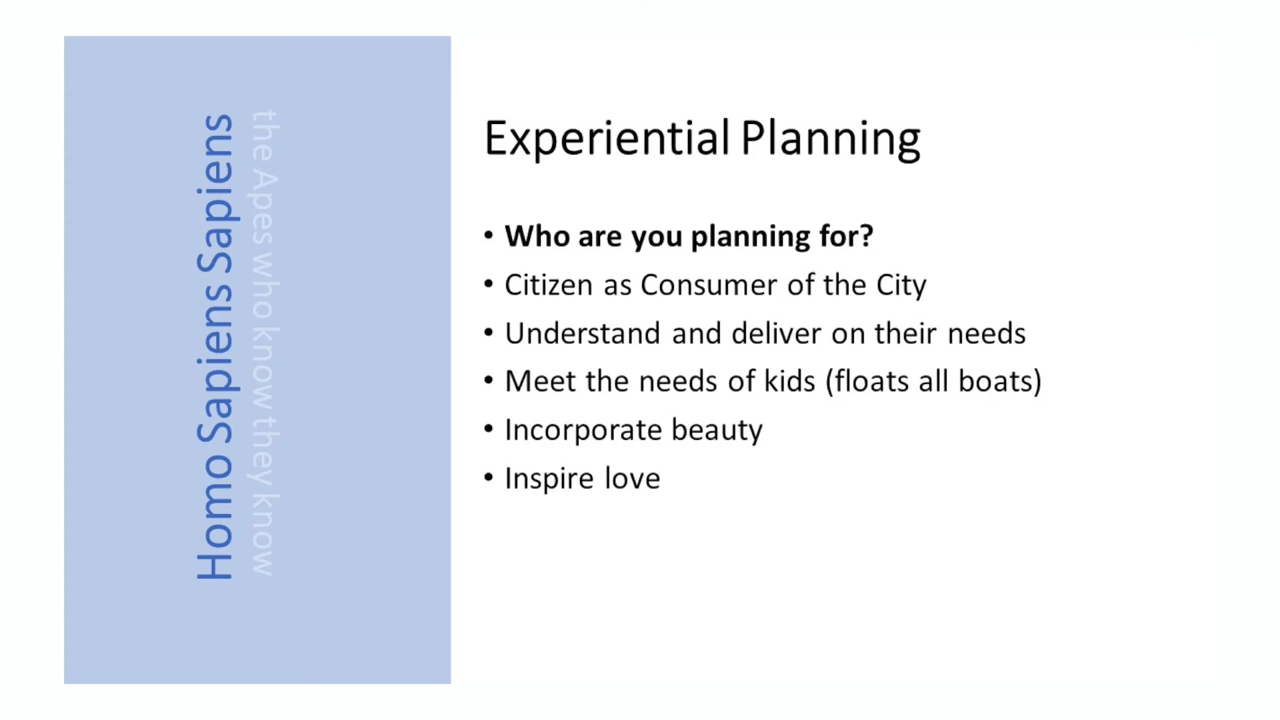 Homo Sapiens Sapiens
the Apes who know they know
Experiential Planning
• Who are you planning for?
• Citizen as Consumer of the City
• Understand and deliver on their needs
• Meet the needs of kids (floats all boats)
• Incorporate beauty
• Inspire love